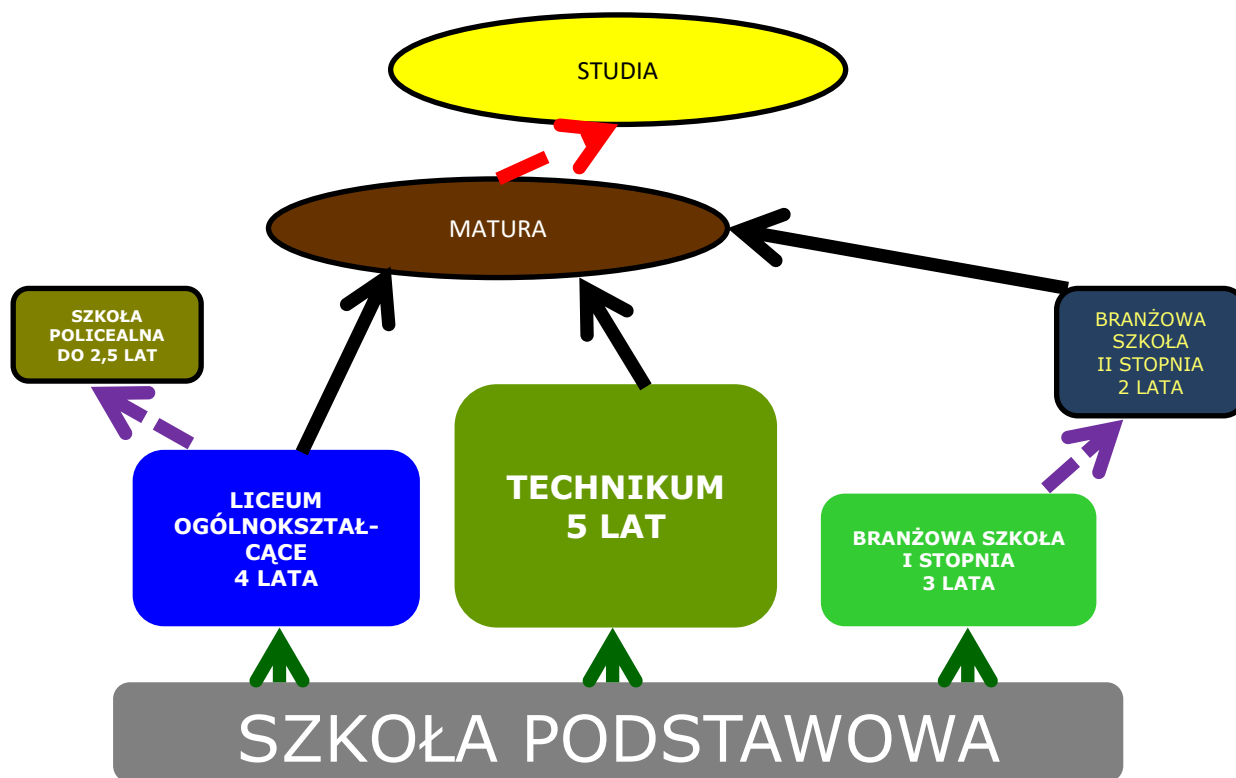 STUDIA
MATURA
SZKOŁA
POLICEALNA
DO 2,5 LAT
BRANŻOWA
SZKOŁA
II STOPNIA
2 LATA
LICEUM
OGÓLNOKSZTAŁ-
CĄCE
4 LATA
TECHNIKUM
5 LAT
BRANŻOWA SZKOŁA
I STOPNIA
3 LATA
SZKOŁA PODSTAWOWA